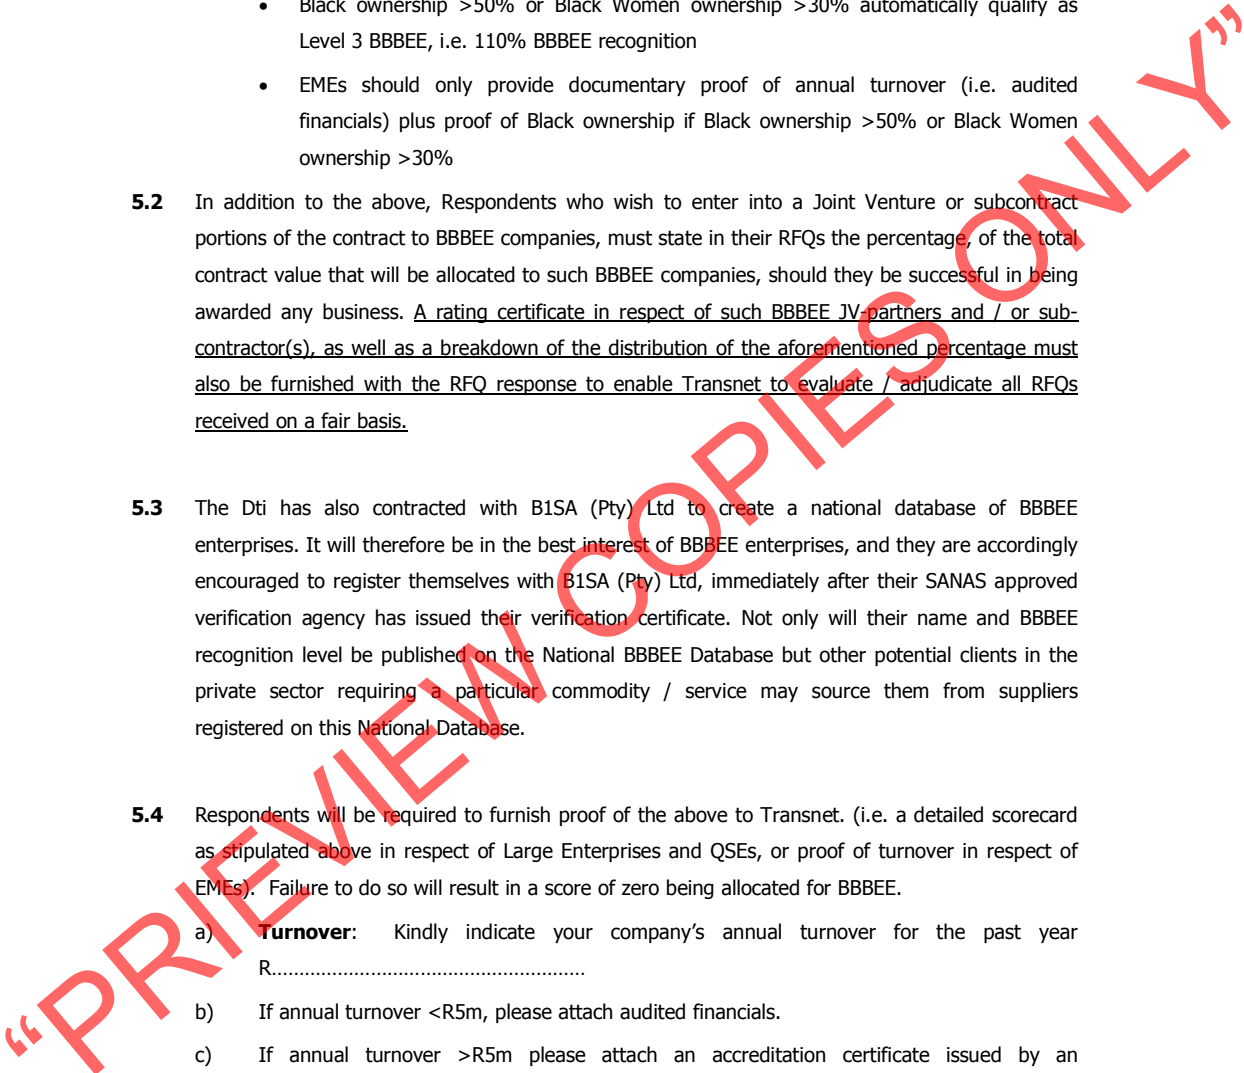 • Black ownership >50% or Black Women ownership >30% automatically qualify as
Level 3 BBBEE, i.e. 110% BBBEE recognition
• EMEs should only provide documentary proof of annual turnover (i.e. audited
financials) plus proof of Black ownership if Black ownership >50% or Black Women
ownership >30%
5.2 In addition to the above, Respondents who wish to enter into a Joint Venture or subcontract
portions of the contract to BBBEE companies, must state in their RFQs the percentage, of the total
contract value that will be allocated to such BBBEE companies, should they be successful in being
awarded any business. A rating certificate in respect of such BBBEE JV-partners and / or sub-
contractor(s), as well as a breakdown of the distribution of the aforementioned percentage must
also be furnished with the RFQ response to enable Transnet to evaluate / adjudicate all RFQs
received on a fair basis.
5.3 The Dti has also contracted with B1SA (Pty) Ltd to create a national database of BBBEE
enterprises. It will therefore be in the best interest of BBBEE enterprises, and they are accordingly
encouraged to register themselves with B1SA (Pty) Ltd, immediately after their SANAS approved
verification agency has issued their verification certificate. Not only will their name and BBBEE
recognition level be published on the National BBBEE Database but other potential clients in the
private sector requiring a particular commodity / service may source them from suppliers
registered on this National Database.
5.4 Respondents will be required to furnish proof of the above to Transnet. (i.e. a detailed scorecard
as stipulated above in respect of Large Enterprises and QSEs, or proof of turnover in respect of
EMEs). Failure to do so will result in a score of zero being allocated for BBBEE.
a) Turnover: Kindly indicate your company's annual turnover for the past year
R…………………………………………………
b) If annual turnover <R5m, please attach audited financials.
c) If annual turnover >R5m please attach an accreditation certificate issued by an
“PRIEVIEW COPIES ONLY”